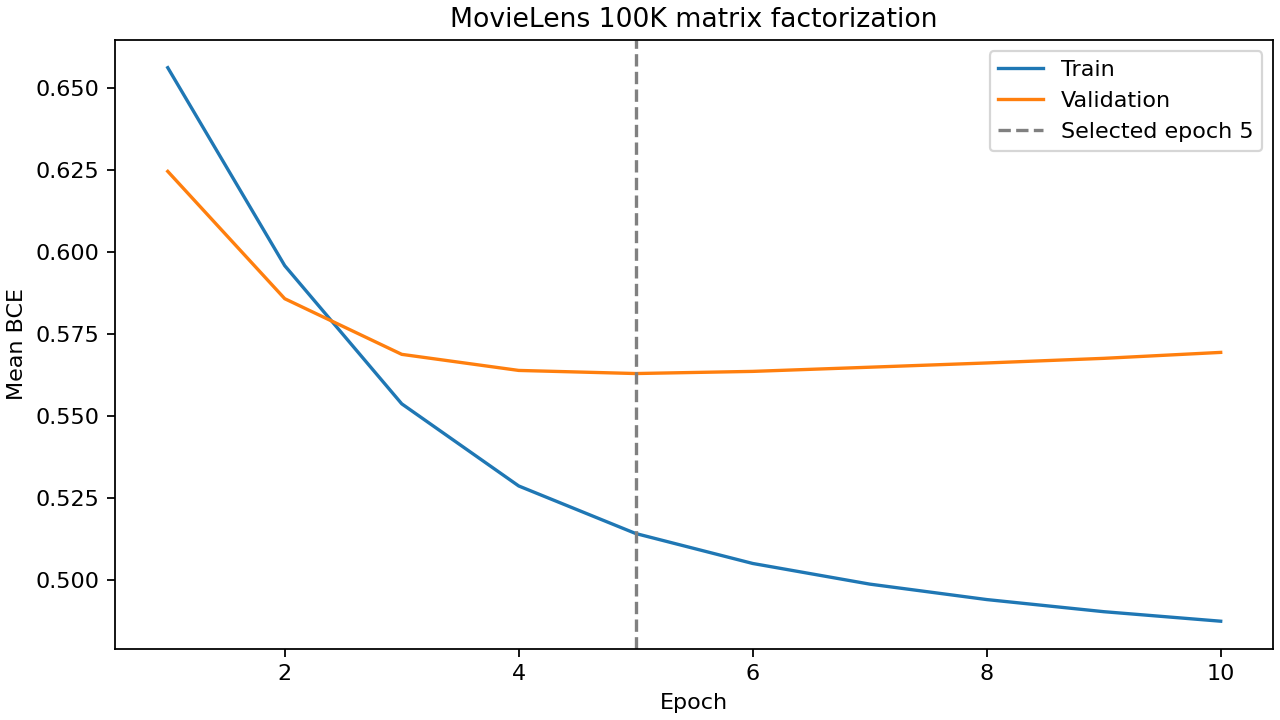 MovieLens 100K matrix factorization
Train
Validation
Selected epoch 5
Mean BCE
0.650
0.625
0.600
0.575
0.550
0.525
0.500
2
4
6
8
10
Epoch